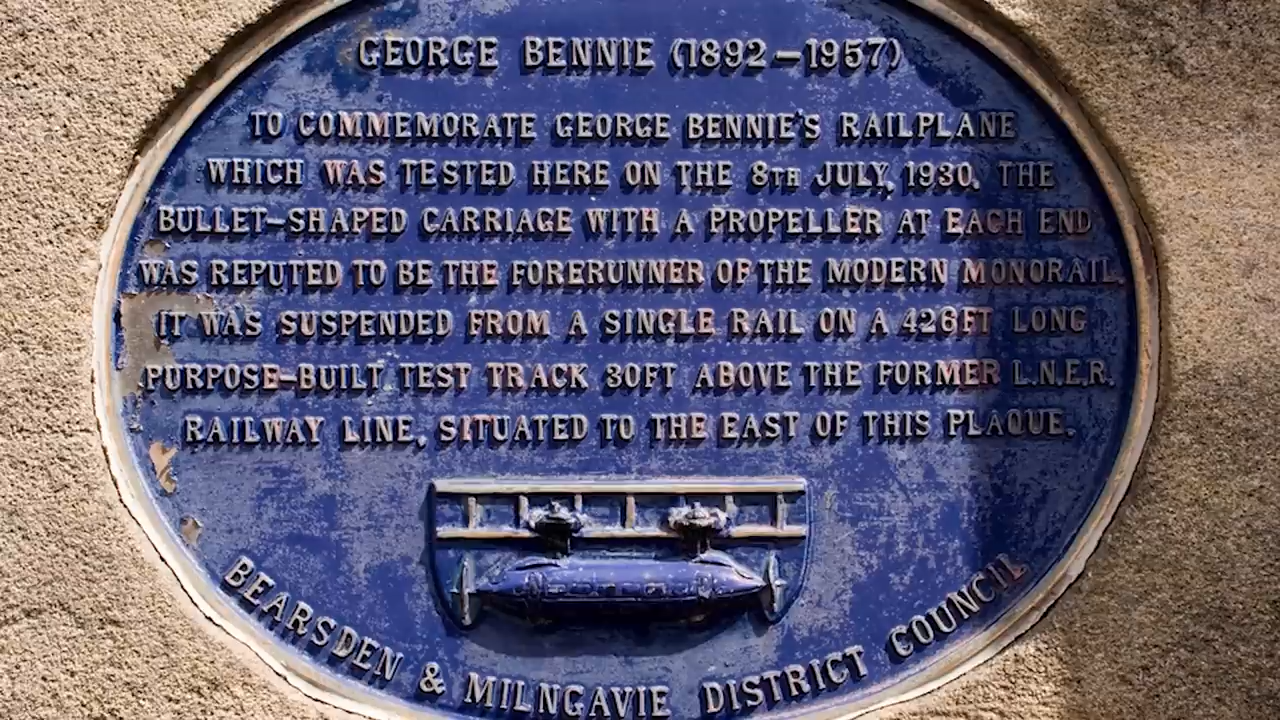 GEORGE BENNIE (1892–1957)
TO COMMEMORATE GEORGE BENNIE'S RAILPLANE
WHICH WAS TESTED HERE ON THE 8TH JULY, 1930. THE
BULLET-SHAPED CARRIAGE WITH A PROPELLER AT EACH END
WAS REPUTED TO BE THE FORERUNNER OF THE MODERN MONORAIL.
IT WAS SUSPENDED FROM A SINGLE RAIL ON A 426FT LONG
PURPOSE-BUILT TEST TRACK 30FT ABOVE THE FORMER L.N.E.R.
RAILWAY LINE, SITUATED TO THE EAST OF THIS PLAQUE.
BEARSDEN & MILNGAVIE DISTRICT COUNCIL